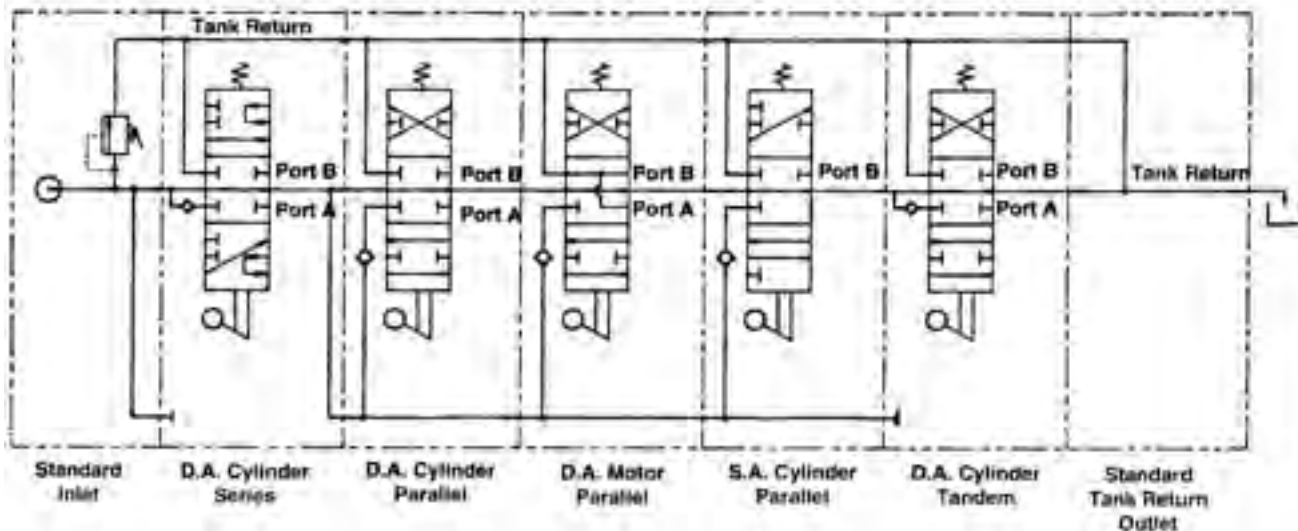 Tank Return
Port B
Port A
Port B
Port A
Port B
Port A
Port B
Port B
Port A
Tank Return
Standard
Inlet
D.A. Cylinder
Series
D.A. Cylinder
Parallel
D.A. Motor
Parallel
S.A. Cylinder
Parallel
D.A. Cylinder
Tandem
Standard
Tank Return
Outlet